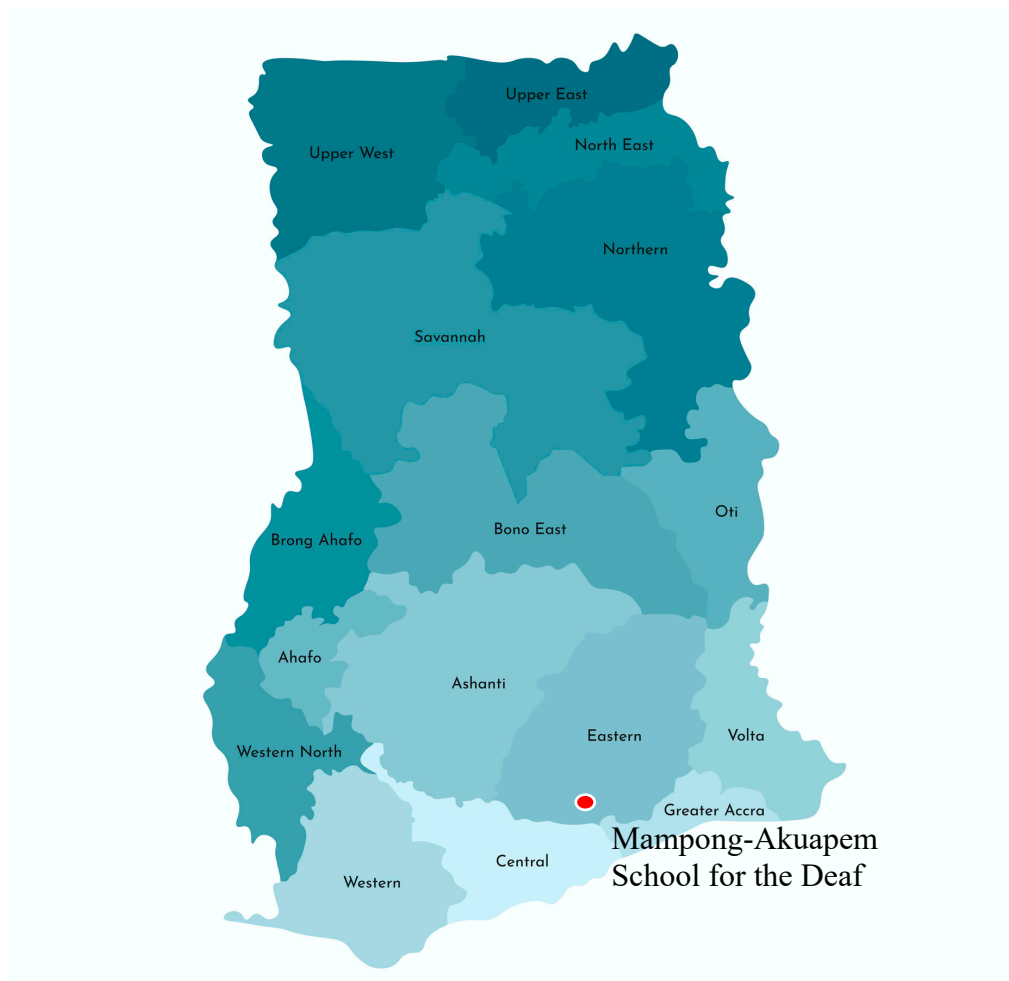 Upper East
North East
Upper West
Northern
Savannah
Oti
Bono East
Brong Ahafo
Ahafo
Ashanti
Eastern
Volta
Western North
Greater Accra
Mampong-Akuapem
School for the Deaf
Central
Western